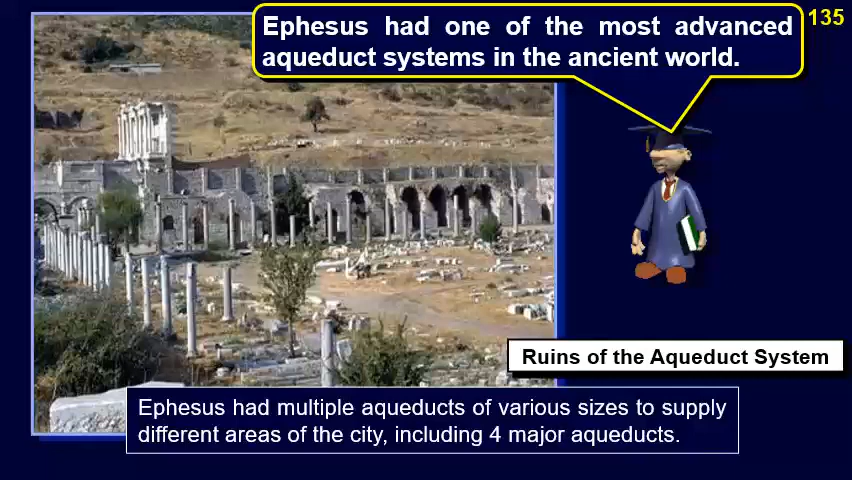 Ephesus had one of the most advanced
aqueduct systems in the ancient world.
135
Ruins of the Aqueduct System
Ephesus had multiple aqueducts of various sizes to supply
different areas of the city, including 4 major aqueducts.